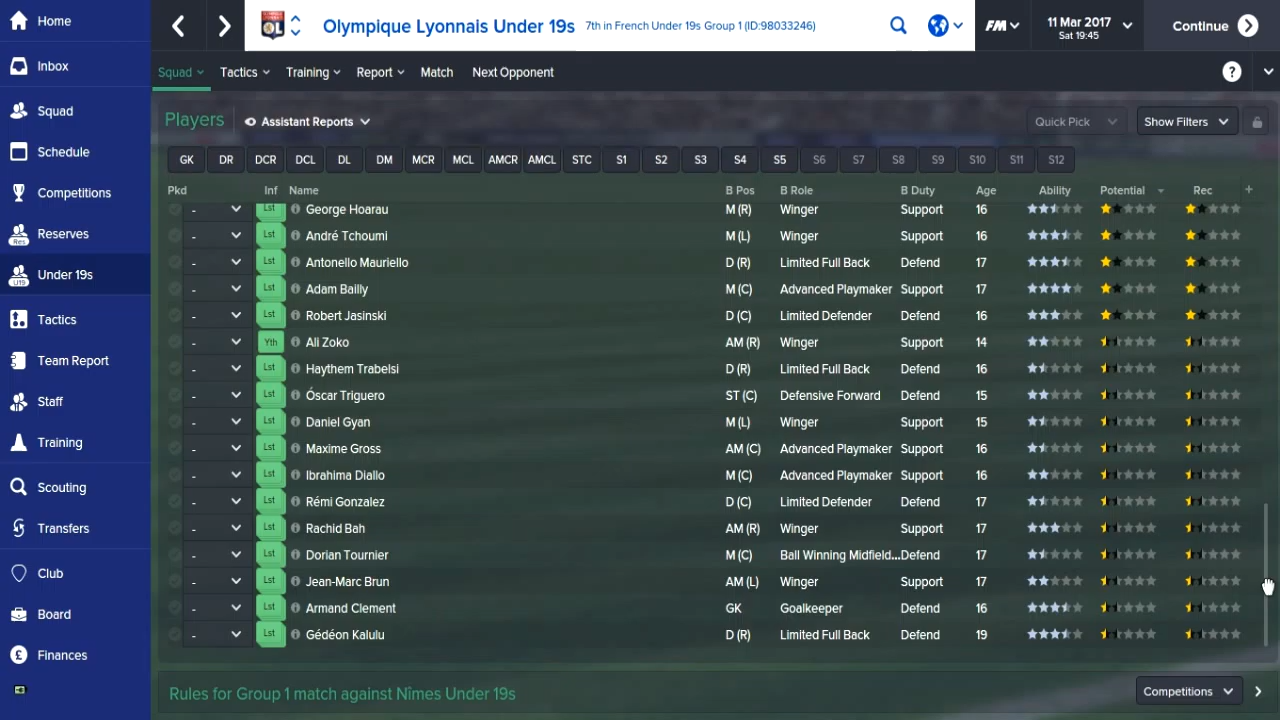 Home
Inbox
Squad
Schedule
Competitions
Reserves
Res
Under 19s
U19
Tactics
Team Report
Staff
Training
Scouting
Transfers
Club
Board
Finances
OL
Olympique Lyonnais Under 19s 7th in French Under 19s Group 1 (ID:98033246)
FM 11 Mar 2017 Continue
Sat 19:45
Squad Tactics Training Report Match Next Opponent ?
Players Assistant Reports Quick Pick Show Filters
GK DR DCR DCL DL DM MCR MCL AMCR AMCL STC S1 S2 S3 S4 S5 S6 S7 S8 S9 S10 S11 S12
Pkd Inf Name B Pos B Role B Duty Age Ability Potential Rec +
- Lst George Hoarau M (R) Winger Support 16
- Lst André Tchoumi M (L) Winger Support 16
- Lst Antonello Mauriello D (R) Limited Full Back Defend 17
- Lst Adam Bailly M (C) Advanced Playmaker Support 17
- Lst Robert Jasinski D (C) Limited Defender Defend 16
- Yth Ali Zoko AM (R) Winger Support 14
- Lst Haythem Trabelsi D (R) Limited Full Back Defend 16
- Lst Óscar Triguero ST (C) Defensive Forward Defend 15
- Lst Daniel Gyan M (L) Winger Support 15
- Lst Maxime Gross AM (C) Advanced Playmaker Support 16
- Lst Ibrahima Diallo M (C) Advanced Playmaker Support 16
- Lst Rémi Gonzalez D (C) Limited Defender Defend 17
- Lst Rachid Bah AM (R) Winger Support 17
- Lst Dorian Tournier M (C) Ball Winning Midfield... Defend 17
- Lst Jean-Marc Brun AM (L) Winger Support 17
- Lst Armand Clement GK Goalkeeper Defend 16
- Lst Gédéon Kalulu D (R) Limited Full Back Defend 19
Rules for Group 1 match against Nîmes Under 19s Competitions